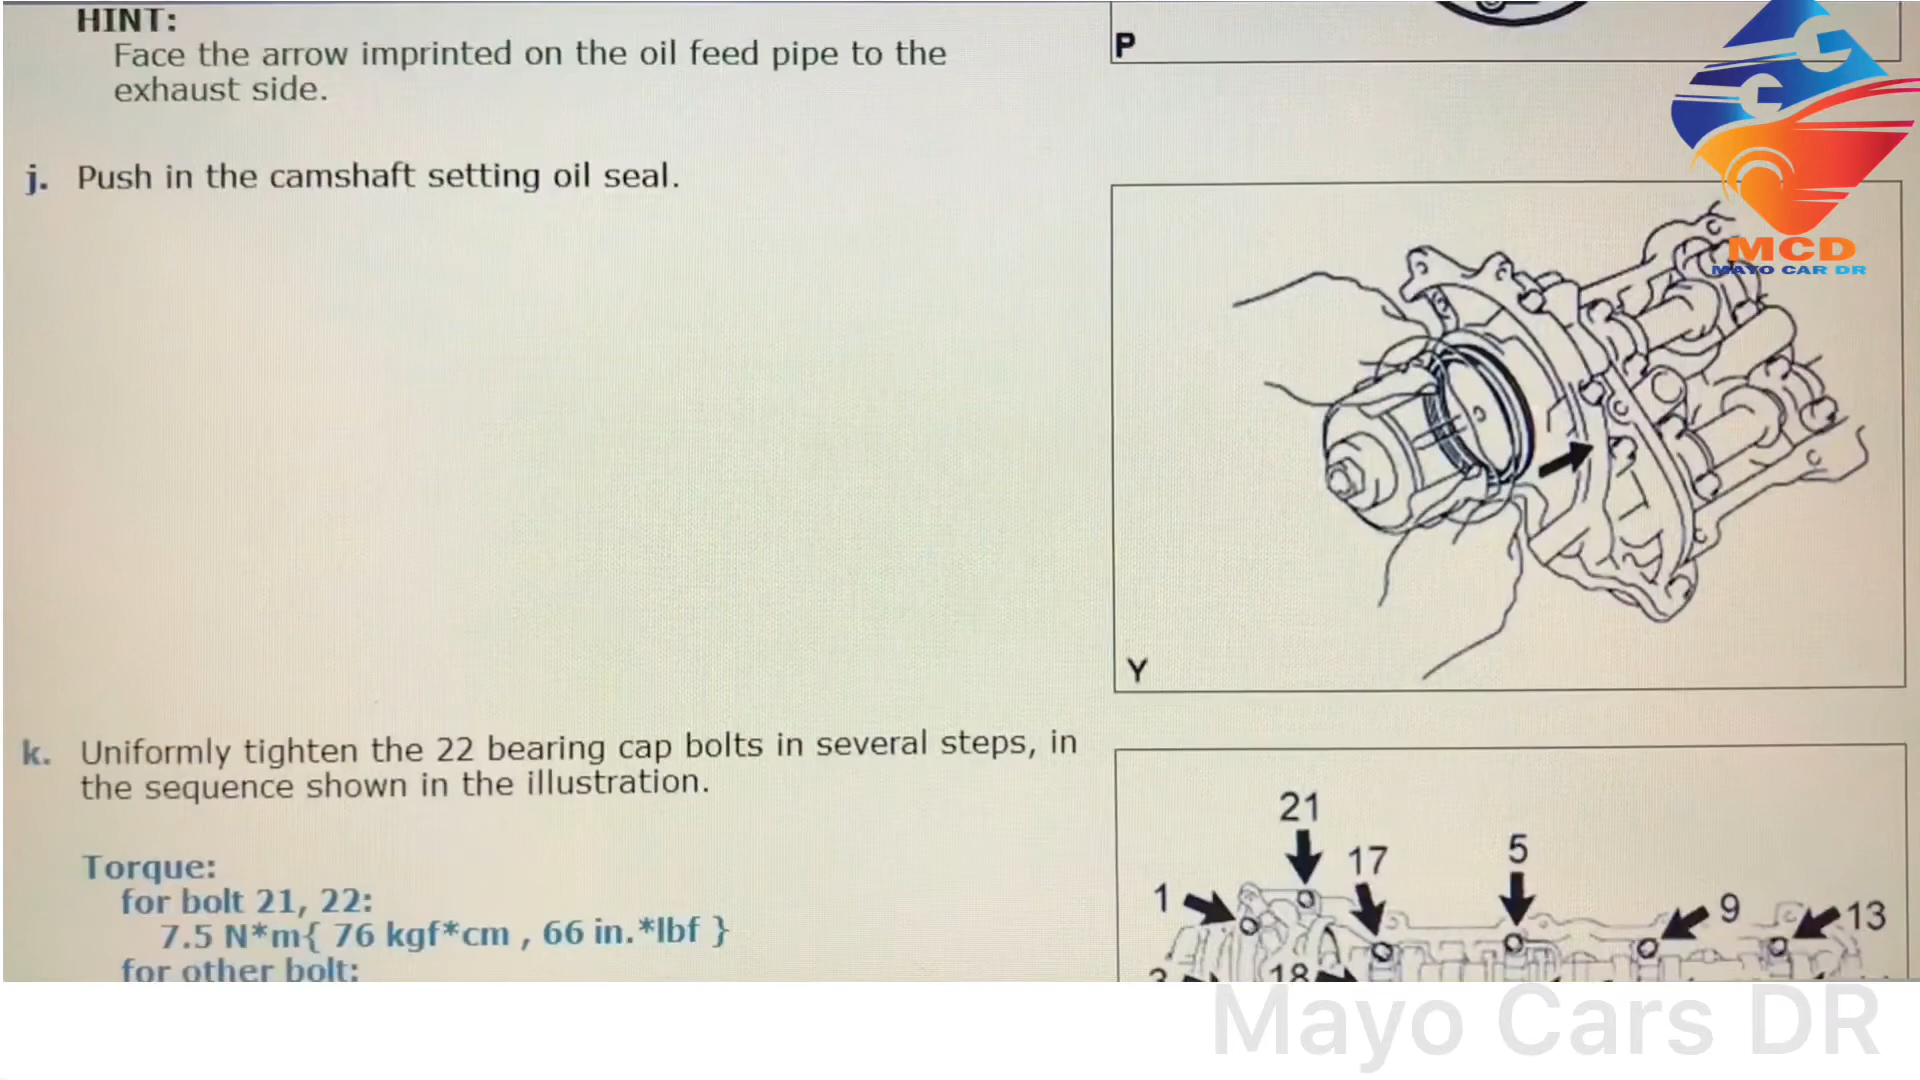 HINT:
Face the arrow imprinted on the oil feed pipe to the
exhaust side.
P
j. Push in the camshaft setting oil seal.
MCD
MAYO CAR DR
Y
k. Uniformly tighten the 22 bearing cap bolts in several steps, in
the sequence shown in the illustration.
Torque:
for bolt 21, 22:
7.5 N*m{ 76 kgf*cm , 66 in.*lbf }
for other bolt:
21
17
5
1
9
13
18
Mayo Cars DR